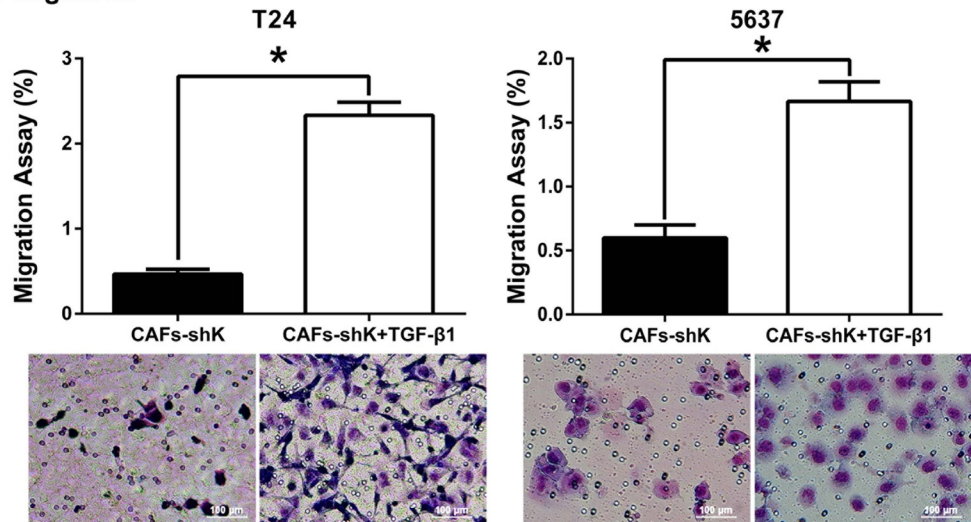 T24
*
Migration Assay (%)
3
2
1
0
CAFs-shK
CAFs-shK+TGF-β1
100 µm
100 µm
5637
*
Migration Assay (%)
2.0
1.5
1.0
0.5
0.0
CAFs-shK
CAFs-shK+TGF-β1
100 µm
100 µm